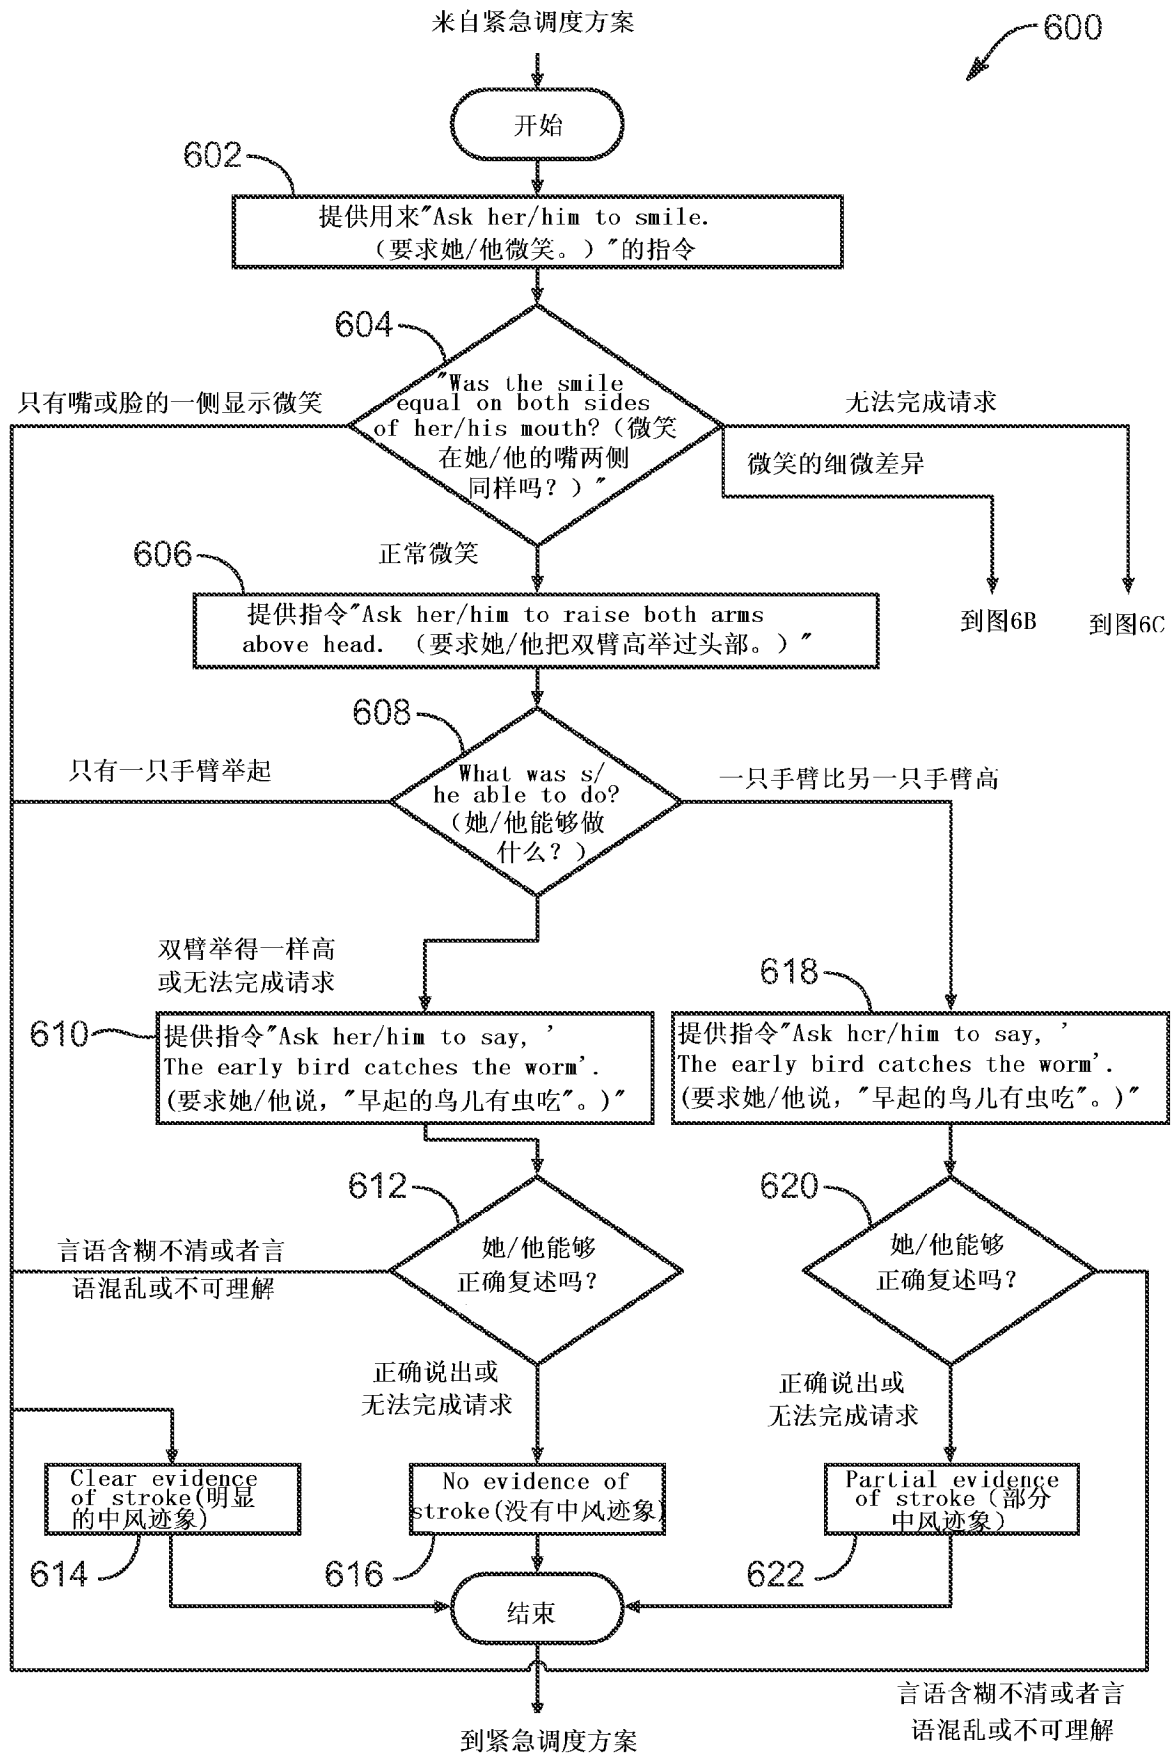 来自紧急调度方案
600
开始
602
提供用来"Ask her/him to smile.
（要求她/他微笑。）"的指令
604
"Was the smile
equal on both sides
of her/his mouth?（微笑
在她/他的嘴两侧
同样吗？）"
只有嘴或脸的一侧显示微笑
无法完成请求
微笑的细微差异
正常微笑
606
到图6B
到图6C
提供指令"Ask her/him to raise both arms
above head. （要求她/他把双臂高举过头部。）"
608
只有一只手臂举起
一只手臂比另一只手臂高
What was s/
he able to do?
（她/他能够做
什么？）
双臂举得一样高
或无法完成请求
618
610
提供指令"Ask her/him to say, '
The early bird catches the worm'.
(要求她/他说，"早起的鸟儿有虫吃"。)"
提供指令"Ask her/him to say, '
The early bird catches the worm'.
(要求她/他说，"早起的鸟儿有虫吃"。)"
612
620
言语含糊不清或者言
语混乱或不可理解
她/他能够
正确复述吗？
她/他能够
正确复述吗？
正确说出或
无法完成请求
正确说出或
无法完成请求
Clear evidence
of stroke(明显
的中风迹象)
No evidence of
stroke(没有中风迹象)
Partial evidence
of stroke（部分
中风迹象）
614
616
622
结束
言语含糊不清或者言
语混乱或不可理解
到紧急调度方案